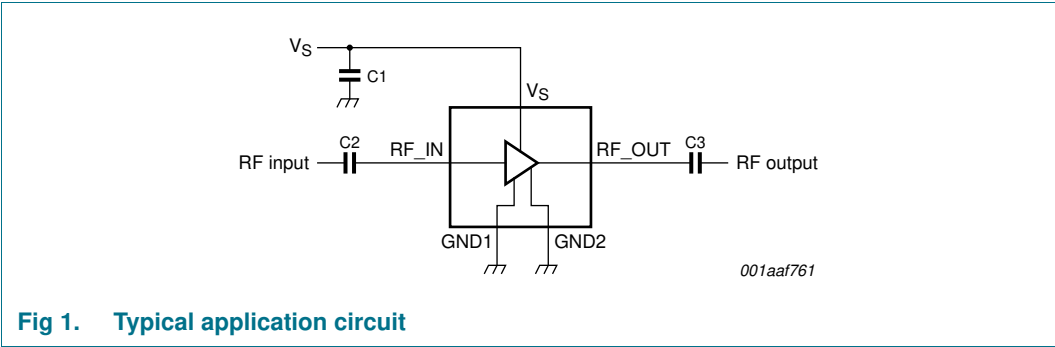 VS
C1
VS
RF input
C2
RF_IN
RF_OUT
C3
RF output
GND1
GND2
001aaf761
Fig 1. Typical application circuit